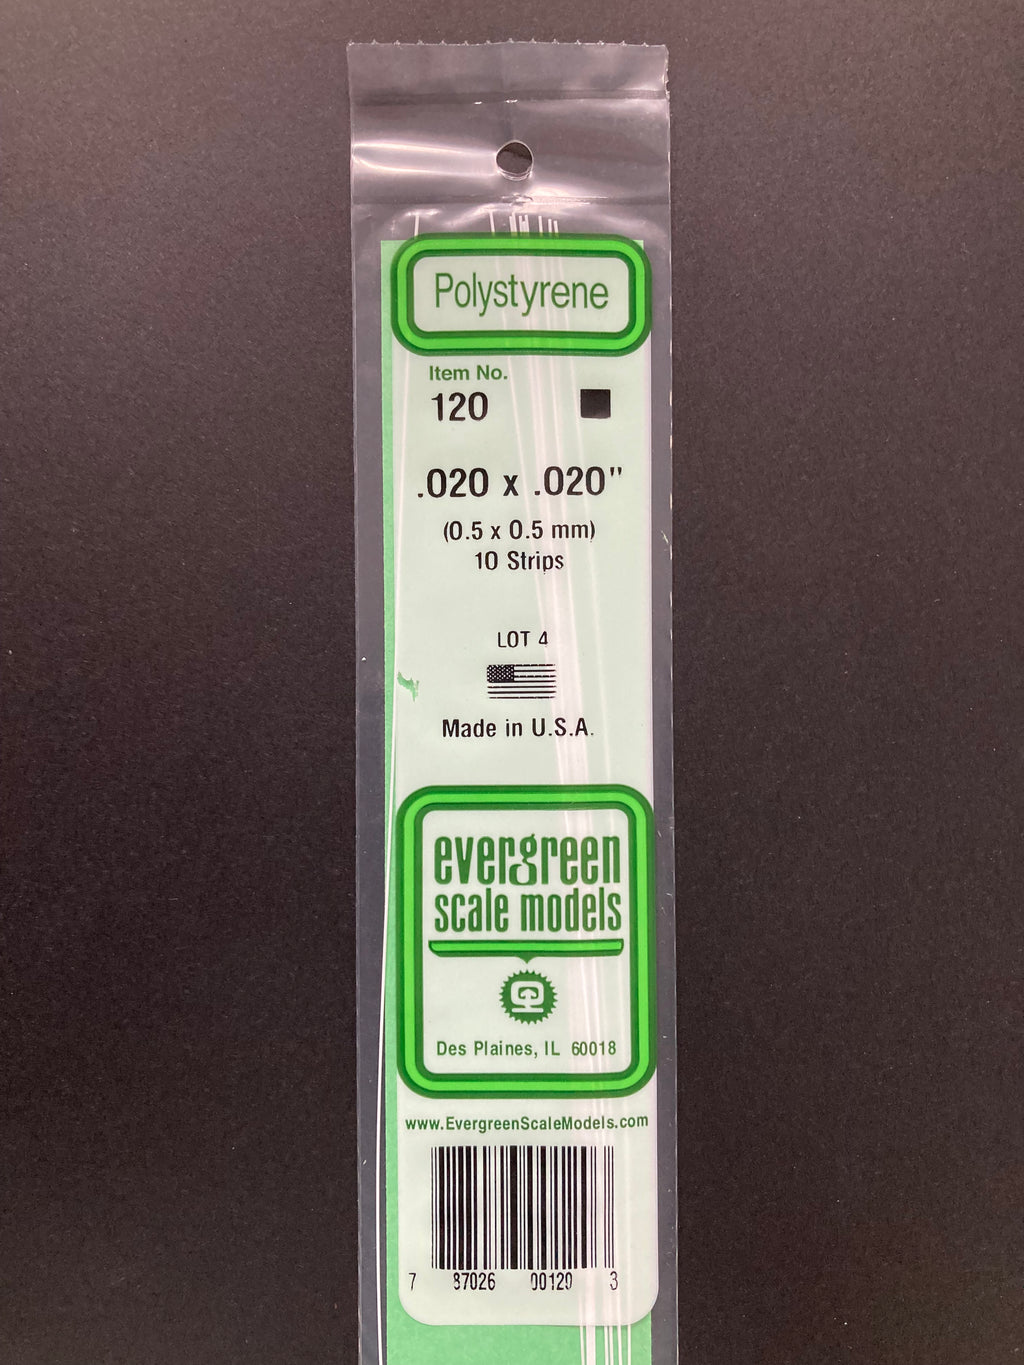 Polystyrene
Item No.
120
.020 x .020"
(0.5 x 0.5 mm)
10 Strips
LOT 4
Made in U.S.A.
evergreen
scale models
Des Plaines, IL 60018
www.EvergreenScaleModels.com
7 87026 00120 3